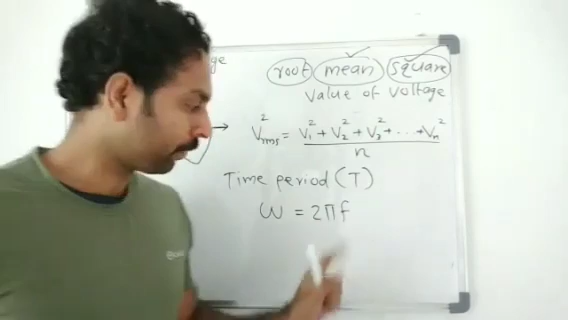 root mean square
value of voltage
V²rms = V₁² + V₂² + V₃² + ... + Vₙ² / n
Time period (T)
ω = 2πf